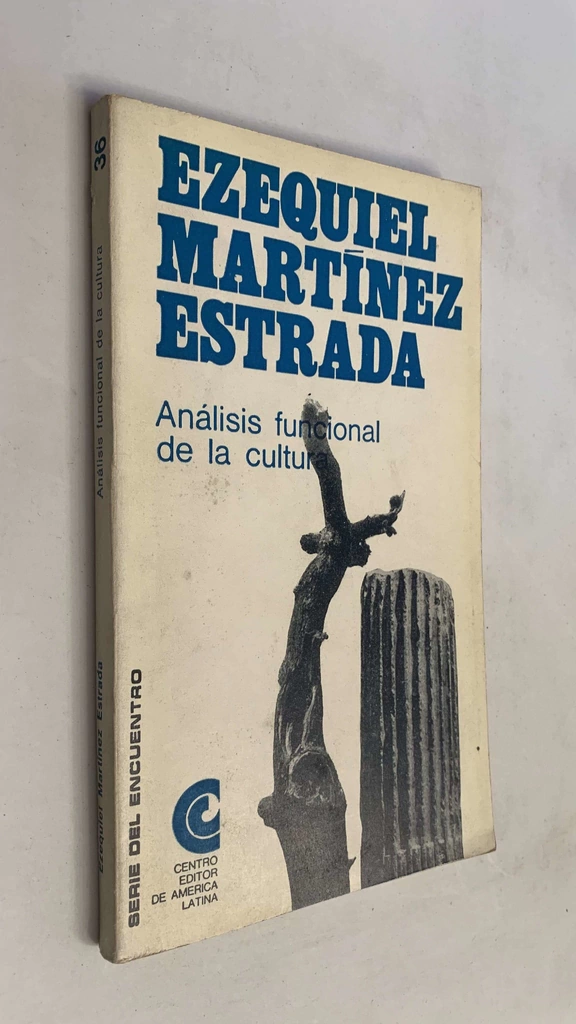 EZEQUIEL
MARTÍNEZ
ESTRADA
Análisis funcional
de la cultura
SERIE DEL ENCUENTRO
CENTRO
EDITOR
DE AMERICA
LATINA
36
Análisis funcional de la cultura
Ezequiel Martínez Estrada